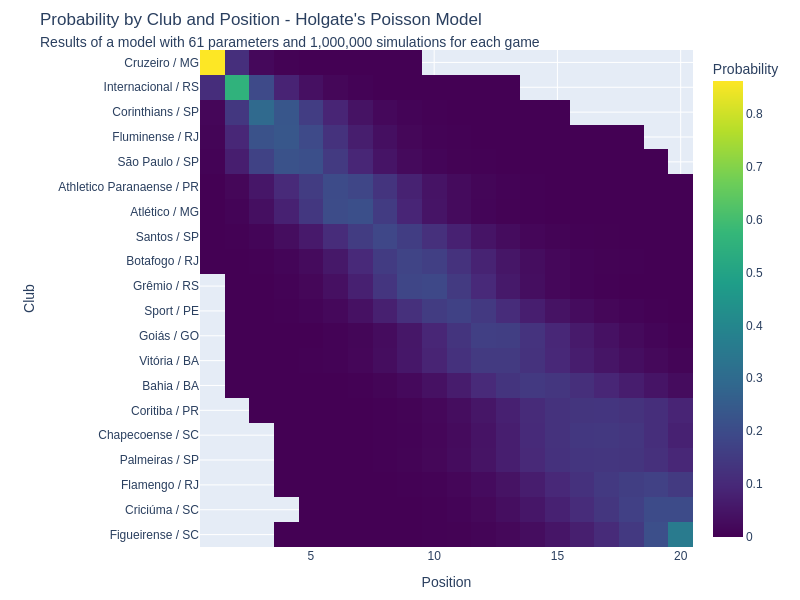 Probability by Club and Position - Holgate's Poisson Model
Results of a model with 61 parameters and 1,000,000 simulations for each game
Probability
Club
Cruzeiro / MG
Internacional / RS
Corinthians / SP
Fluminense / RJ
São Paulo / SP
Athletico Paranaense / PR
Atlético / MG
Santos / SP
Botafogo / RJ
Grêmio / RS
Sport / PE
Goiás / GO
Vitória / BA
Bahia / BA
Coritiba / PR
Chapecoense / SC
Palmeiras / SP
Flamengo / RJ
Criciúma / SC
Figueirense / SC
0.8
0.7
0.6
0.5
0.4
0.3
0.2
0.1
0
5 10 15 20
Position